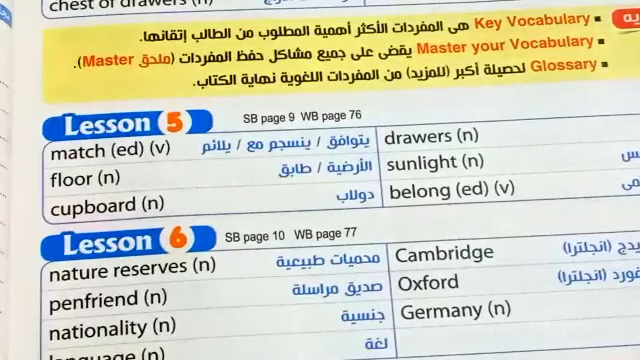 chest of drawers (n)
▪ Key Vocabulary هى المفردات الأكثر أهمية المطلوب من الطالب إتقانها.
▪ Master your Vocabulary يقضى على جميع مشاكل حفظ المفردات (ملحق Master).
▪ Glossary لحصيلة أكبر (للمزيد) من المفردات اللغوية نهاية الكتاب.
Lesson 5 SB page 9 WB page 76
match (ed) (v) يتوافق / ينسجم مع / يلائم drawers (n)
floor (n) الأرضية / طابق sunlight (n)
cupboard (n) دولاب belong (ed) (v)
Lesson 6 SB page 10 WB page 77
nature reserves (n) محميات طبيعية Cambridge (انجلترا)
penfriend (n) صديق مراسلة Oxford (انجلترا)
nationality (n) جنسية Germany (n)
language (n) لغة